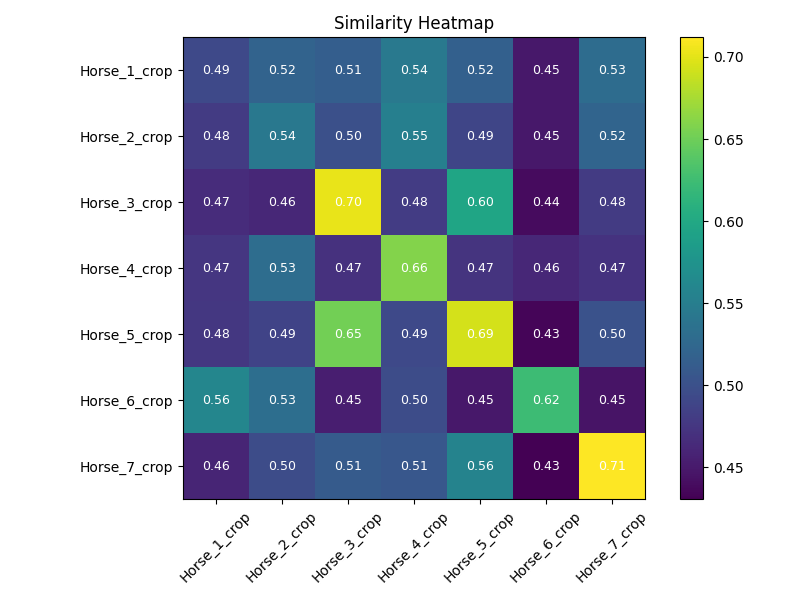 Similarity Heatmap
Horse_1_crop 0.49 0.52 0.51 0.54 0.52 0.45 0.53
Horse_2_crop 0.48 0.54 0.50 0.55 0.49 0.45 0.52
Horse_3_crop 0.47 0.46 0.70 0.48 0.60 0.44 0.48
Horse_4_crop 0.47 0.53 0.47 0.66 0.47 0.46 0.47
Horse_5_crop 0.48 0.49 0.65 0.49 0.69 0.43 0.50
Horse_6_crop 0.56 0.53 0.45 0.50 0.45 0.62 0.45
Horse_7_crop 0.46 0.50 0.51 0.51 0.56 0.43 0.71
Horse_1_crop Horse_2_crop Horse_3_crop Horse_4_crop Horse_5_crop Horse_6_crop Horse_7_crop
0.70
0.65
0.60
0.55
0.50
0.45